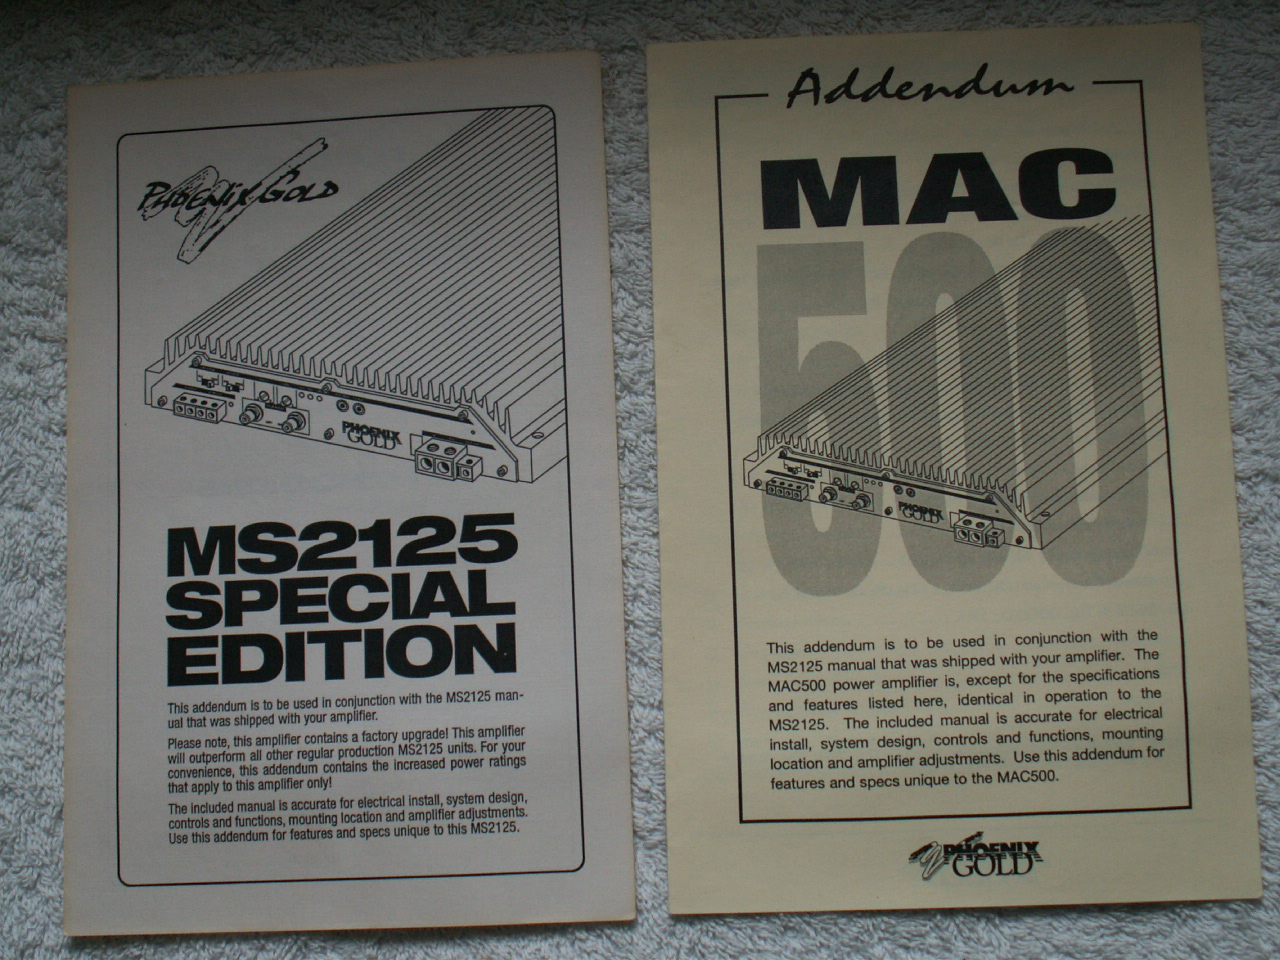 PHOENIX GOLD
PHOENIX
GOLD
MS2125
SPECIAL
EDITION
This addendum is to be used in conjunction with the MS2125 man-
ual that was shipped with your amplifier.
Please note, this amplifier contains a factory upgrade! This amplifier
will outperform all other regular production MS2125 units. For your
convenience, this addendum contains the increased power ratings
that apply to this amplifier only!
The included manual is accurate for electrical install, system design,
controls and functions, mounting location and amplifier adjustments.
Use this addendum for features and specs unique to this MS2125.
Addendum
MAC
500
PHOENIX
GOLD
This addendum is to be used in conjunction with the
MS2125 manual that was shipped with your amplifier. The
MAC500 power amplifier is, except for the specifications
and features listed here, identical in operation to the
MS2125. The included manual is accurate for electrical
install, system design, controls and functions, mounting
location and amplifier adjustments. Use this addendum for
features and specs unique to the MAC500.
PHOENIX
GOLD